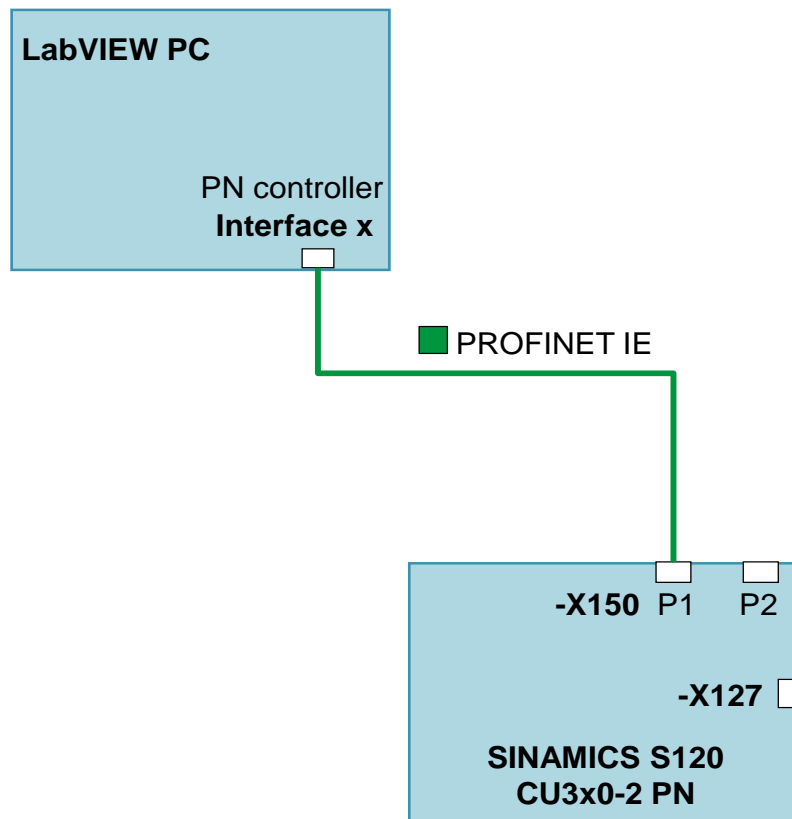 LabVIEW PC
PN controller
Interface x
PROFINET IE
-X150 P1 P2
-X127
SINAMICS S120
CU3x0-2 PN